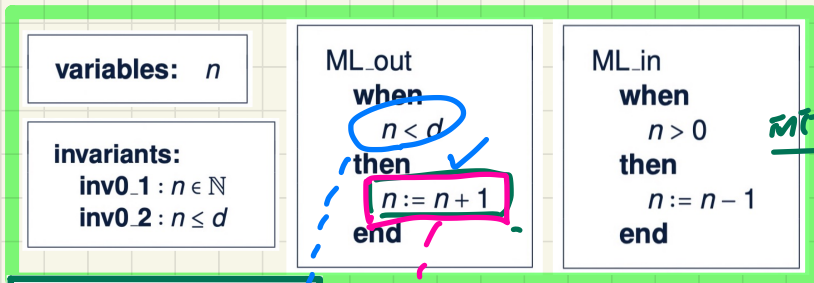 variables: n
invariants:
inv0_1 : n ∈ ℕ
inv0_2 : n ≤ d
ML_out
when
n < d
then
n := n + 1
end
ML_in
when
n > 0
then
n := n − 1
end